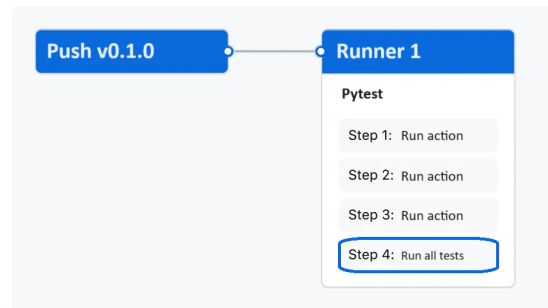 Push v0.1.0
Runner 1
Pytest
Step 1: Run action
Step 2: Run action
Step 3: Run action
Step 4: Run all tests